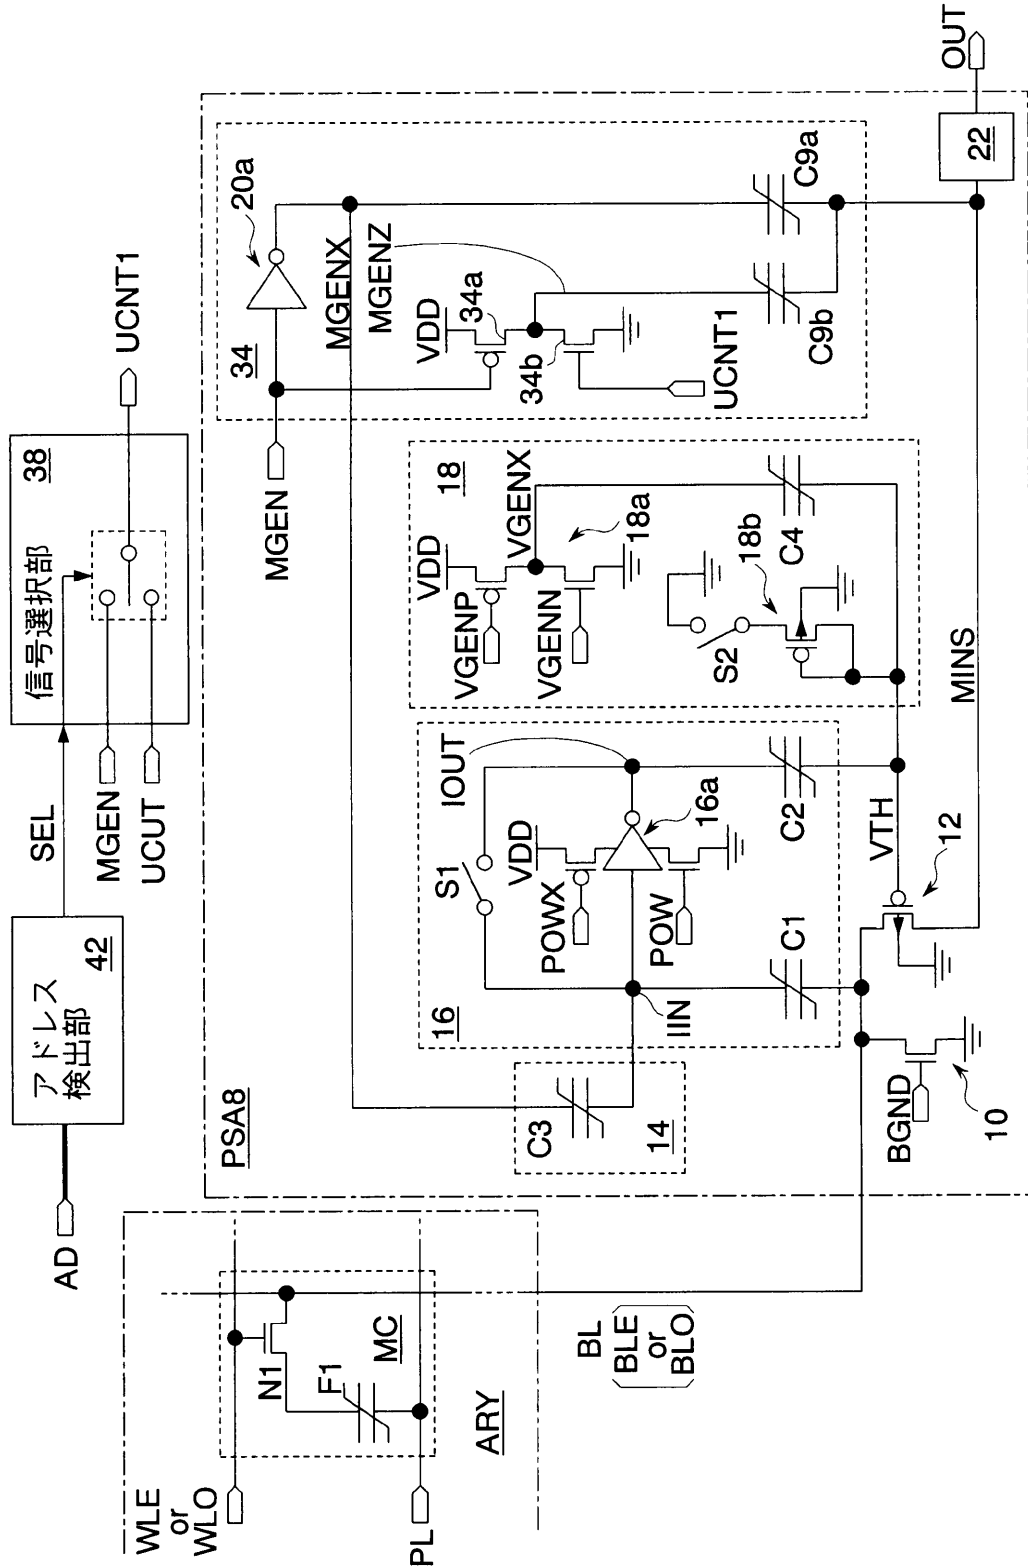 AD
アドレス
検出部
42
SEL
MGEN
UCUT
信号選択部
38
UCNT1
WLE
or
WLO
PL
N1
F1
MC
ARY
BL
BLE
or
BLO
PSA8
C3
14
16
S1
IOUT
VDD
POWX
POW
16a
IIN
C1
C2
BGND
10
VTH
12
MINS
18
VDD
VGENP
VGENX
VGENN
18a
S2
18b
C4
MGEN
34
20a
MGENX
MGENZ
VDD
34a
34b
UCNT1
C9b
C9a
22
OUT